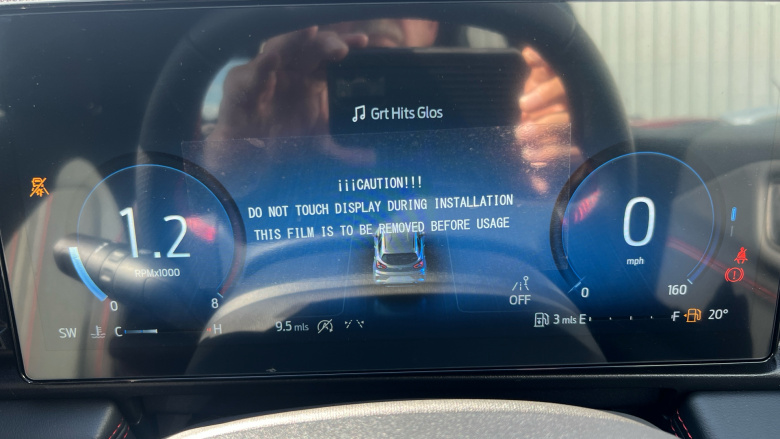 Grt Hits Glos
¡¡¡CAUTION!!!
DO NOT TOUCH DISPLAY DURING INSTALLATION
THIS FILM IS TO BE REMOVED BEFORE USAGE
1.2
RPMx1000
0
8
0
mph
0
160
OFF
SW
C
H
9.5 mls
3 mls E
F
20°